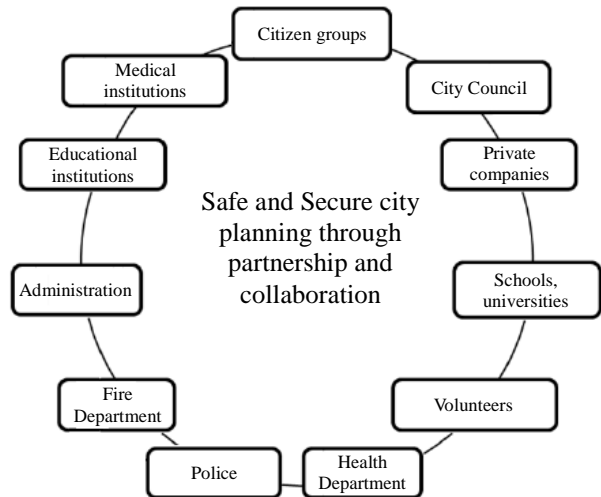 Citizen groups
Medical
institutions
City Council
Educational
institutions
Private
companies
Safe and Secure city
planning through
partnership and
collaboration
Administration
Schools,
universities
Fire
Department
Volunteers
Police
Health
Department